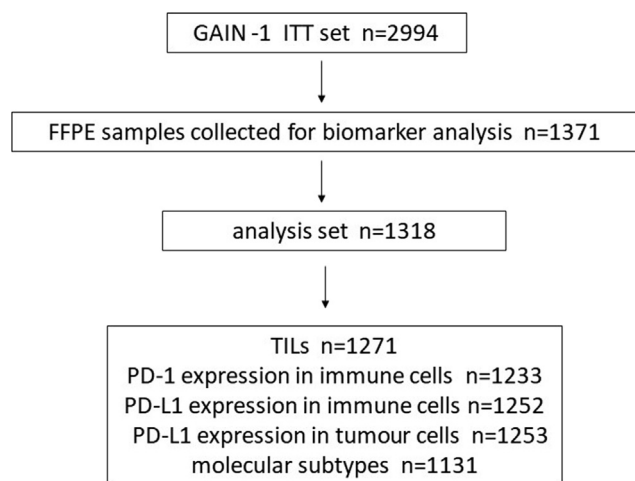 GAIN -1 ITT set n=2994
FFPE samples collected for biomarker analysis n=1371
analysis set n=1318
TILs n=1271
PD-1 expression in immune cells n=1233
PD-L1 expression in immune cells n=1252
PD-L1 expression in tumour cells n=1253
molecular subtypes n=1131